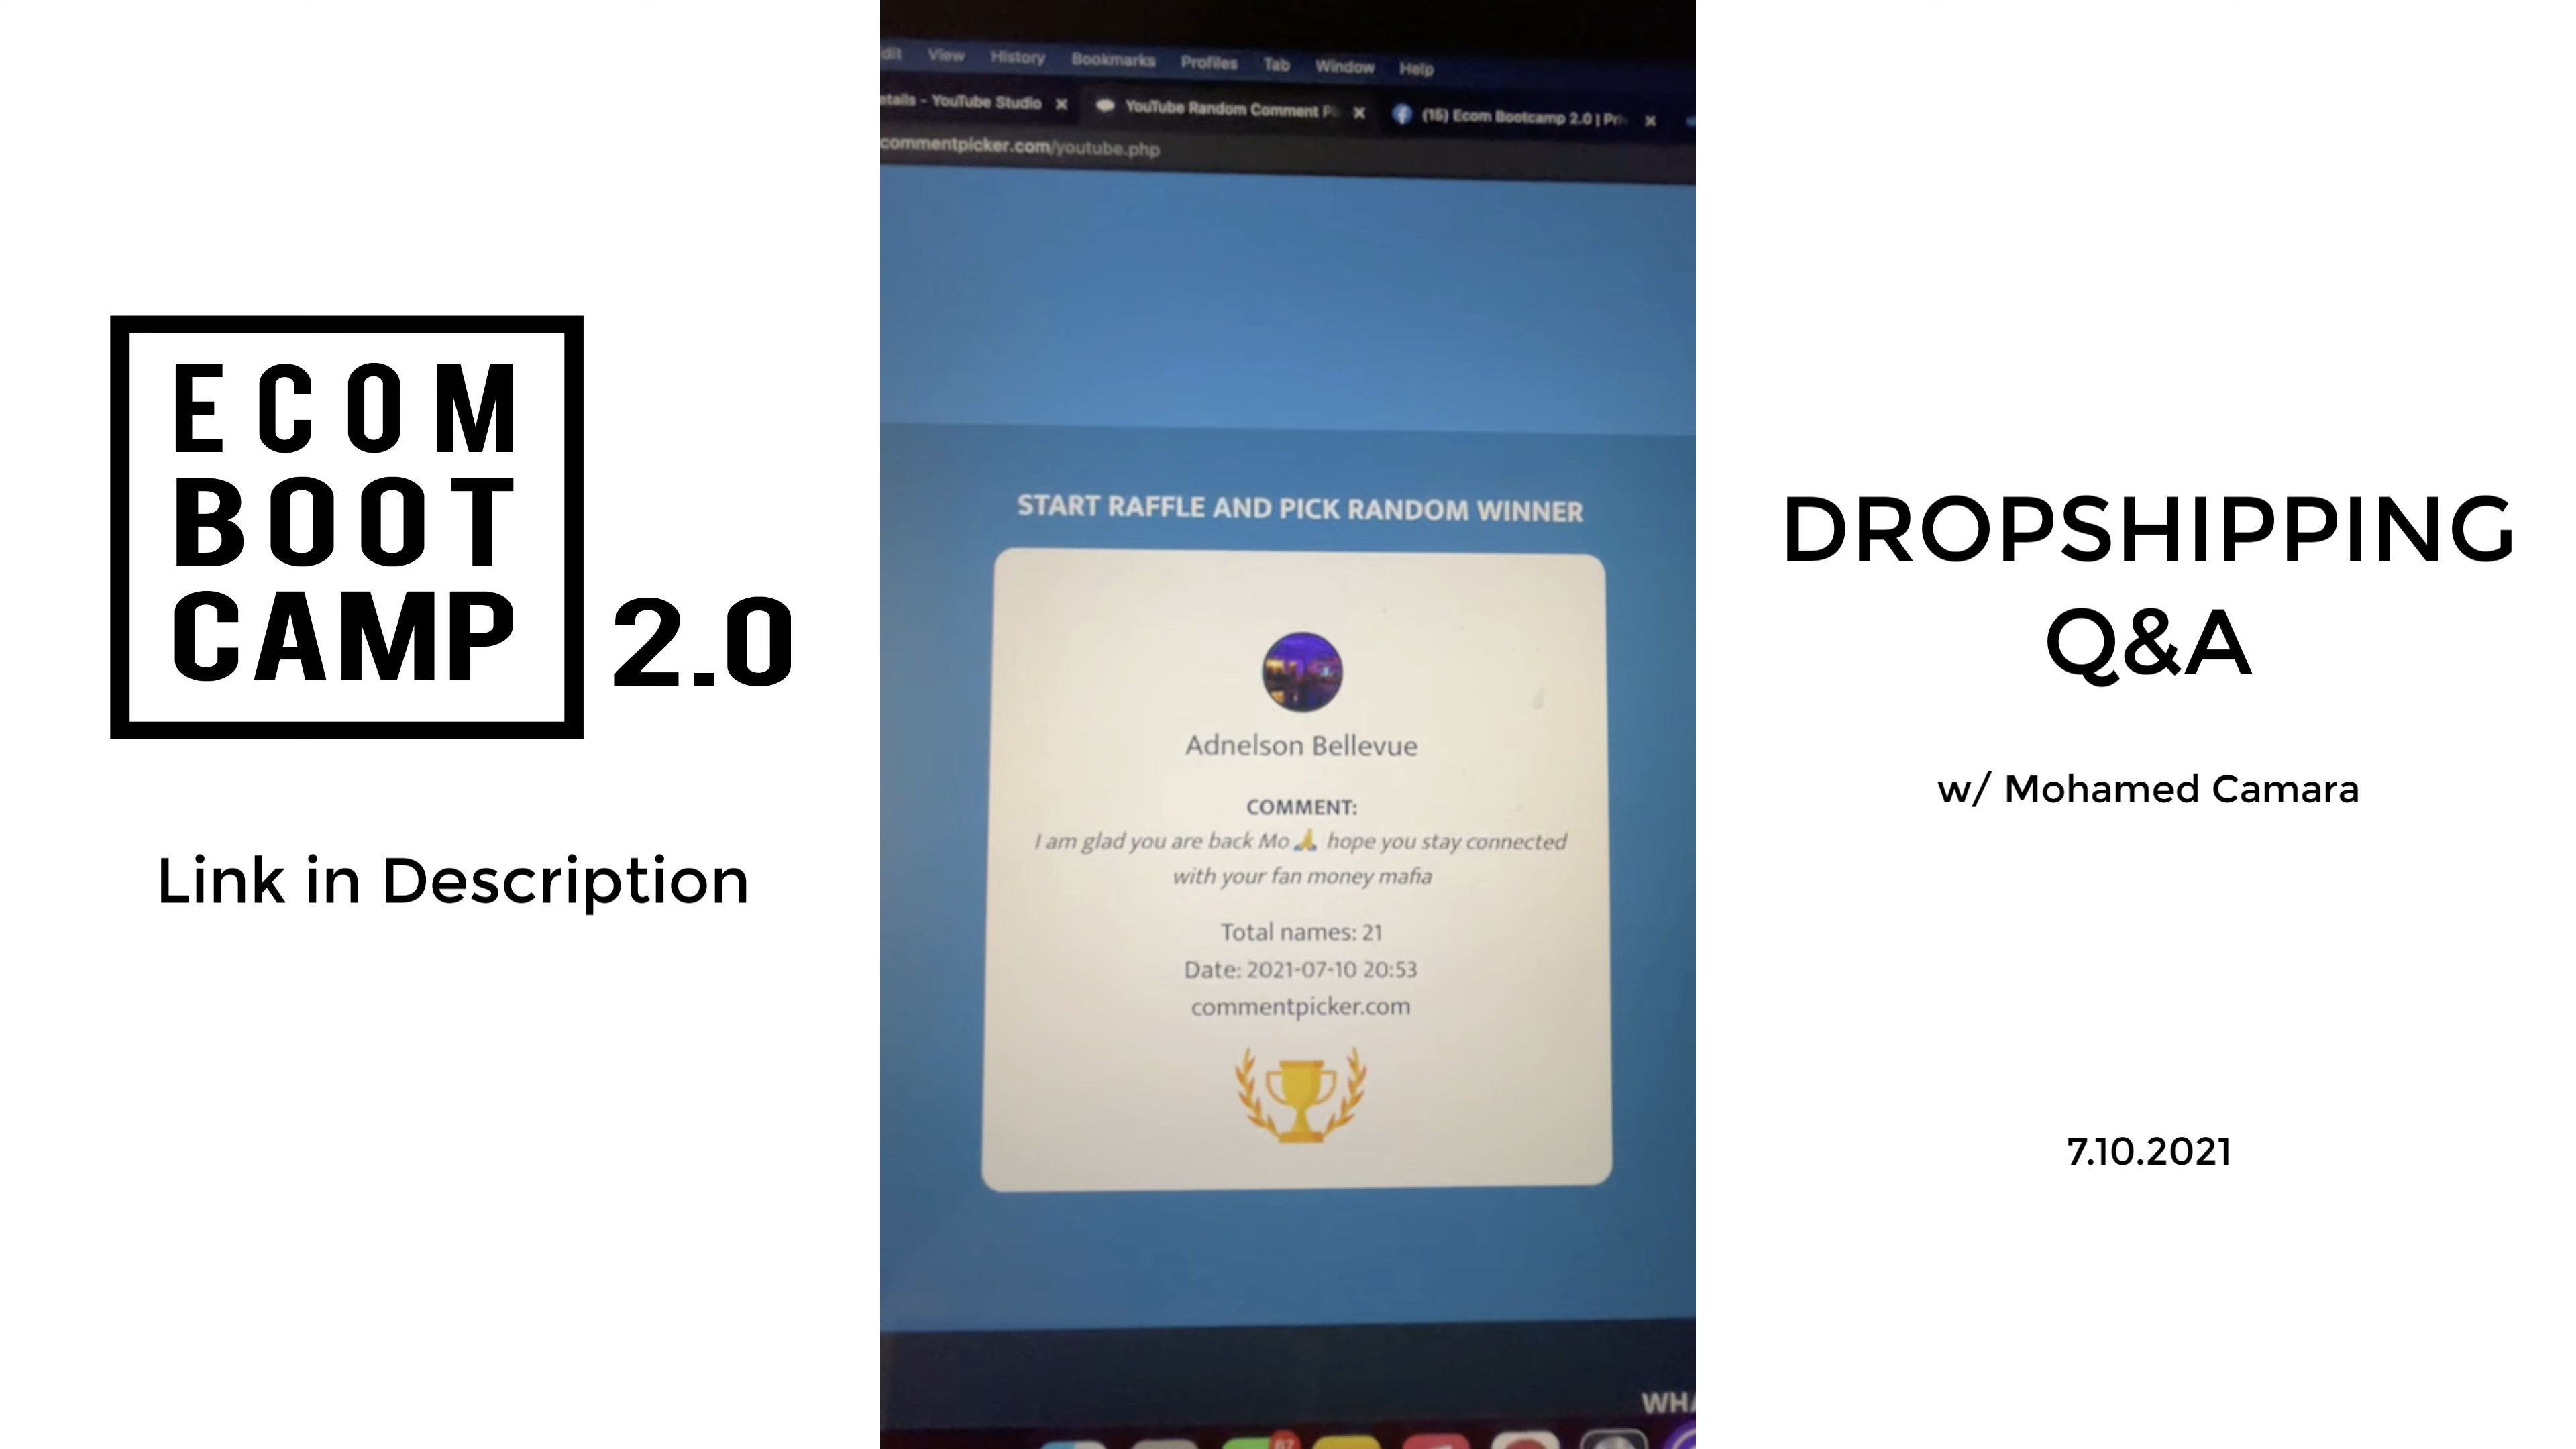 ECOM
BOOT
CAMP
2.0
Link in Description
View History Bookmarks Profiles Tab Window Help
- YouTube Studio
YouTube Random Comment
(15) Ecom Bootcamp 2.0 |
commentpicker.com/youtube.php
START RAFFLE AND PICK RANDOM WINNER
Adnelson Bellevue
COMMENT:
I am glad you are back Mo 🙏 hope you stay connected
with your fan money mafia
Total names: 21
Date: 2021-07-10 20:53
commentpicker.com
DROPSHIPPING
Q&A
w/ Mohamed Camara
7.10.2021